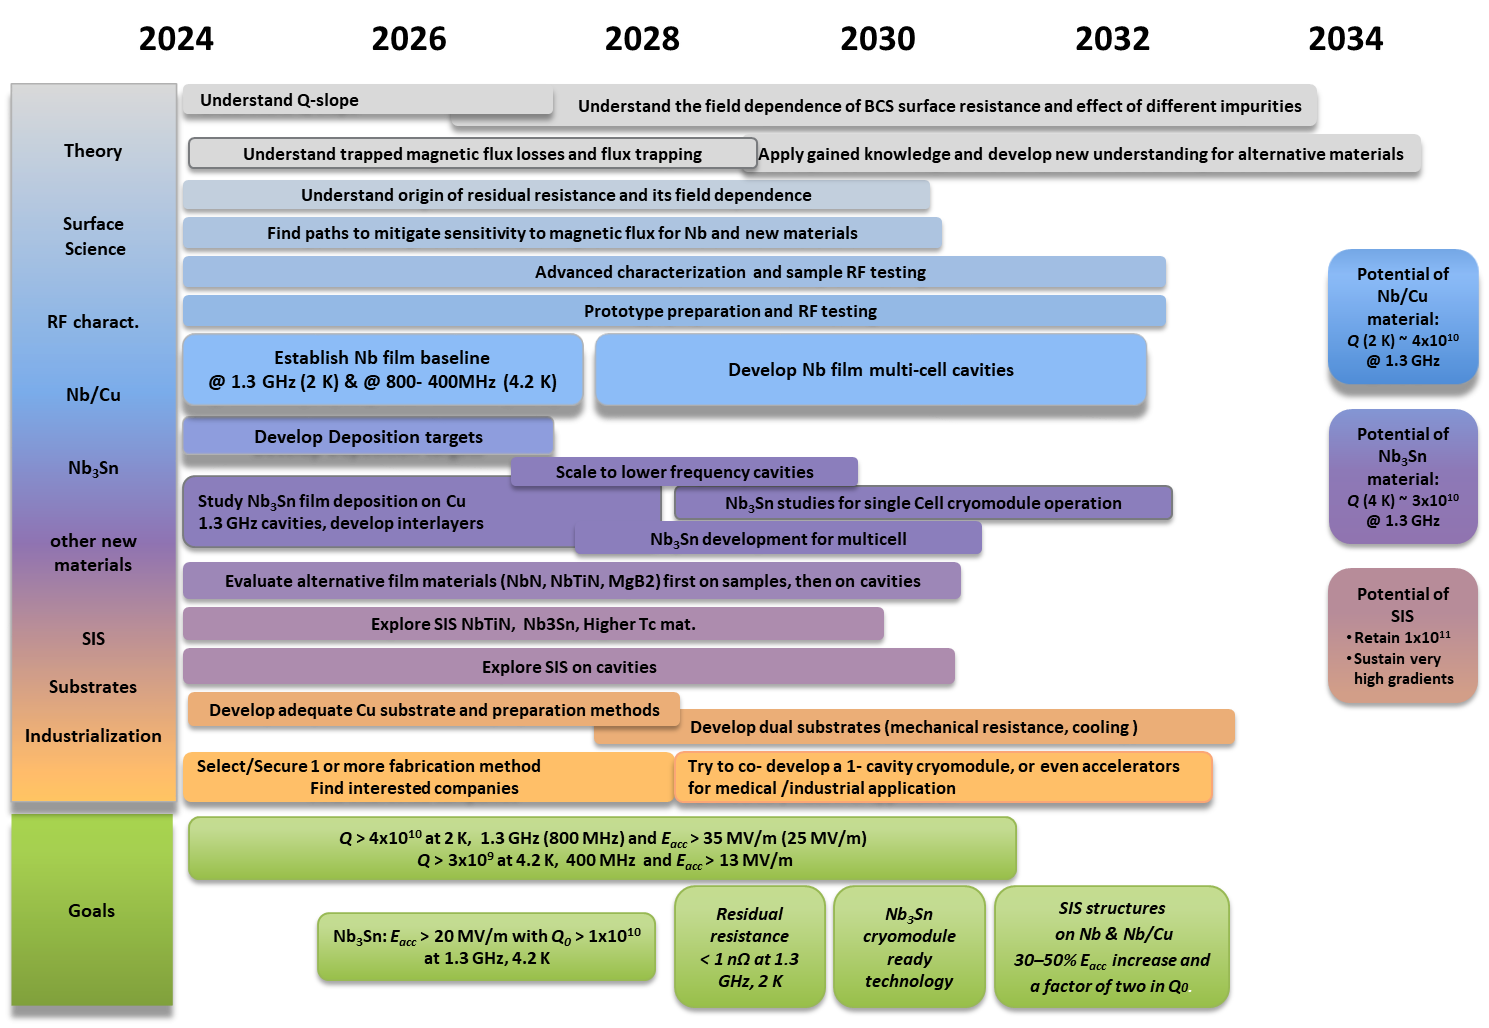 2024 2026 2028 2030 2032 2034
Theory
Surface
Science
RF charact.
Nb/Cu
Nb₃Sn
other new
materials
SIS
Substrates
Industrialization
Goals
Understand Q-slope
Understand the field dependence of BCS surface resistance and effect of different impurities
Understand trapped magnetic flux losses and flux trapping
Apply gained knowledge and develop new understanding for alternative materials
Understand origin of residual resistance and its field dependence
Find paths to mitigate sensitivity to magnetic flux for Nb and new materials
Advanced characterization and sample RF testing
Prototype preparation and RF testing
Establish Nb film baseline
@ 1.3 GHz (2 K) & @ 800- 400MHz (4.2 K)
Develop Nb film multi-cell cavities
Develop Deposition targets
Scale to lower frequency cavities
Study Nb₃Sn film deposition on Cu
1.3 GHz cavities, develop interlayers
Nb₃Sn studies for single Cell cryomodule operation
Nb₃Sn development for multicell
Evaluate alternative film materials (NbN, NbTiN, MgB2) first on samples, then on cavities
Explore SIS NbTiN, Nb3Sn, Higher Tc mat.
Explore SIS on cavities
Develop adequate Cu substrate and preparation methods
Develop dual substrates (mechanical resistance, cooling )
Select/Secure 1 or more fabrication method
Find interested companies
Try to co- develop a 1- cavity cryomodule, or even accelerators
for medical /industrial application
Q > 4x10¹⁰ at 2 K, 1.3 GHz (800 MHz) and Eacc > 35 MV/m (25 MV/m)
Q > 3x10⁹ at 4.2 K, 400 MHz and Eacc > 13 MV/m
Nb₃Sn: Eacc > 20 MV/m with Q₀ > 1x10¹⁰
at 1.3 GHz, 4.2 K
Residual
resistance
< 1 nΩ at 1.3
GHz, 2 K
Nb₃Sn
cryomodule
ready
technology
SIS structures
on Nb & Nb/Cu
30–50% Eacc increase and
a factor of two in Q₀.
Potential of
Nb/Cu
material:
Q (2 K) ~ 4x10¹⁰
@ 1.3 GHz
Potential of
Nb₃Sn
material:
Q (4 K) ~ 3x10¹⁰
@ 1.3 GHz
Potential of
SIS
• Retain 1x10¹¹
• Sustain very
high gradients